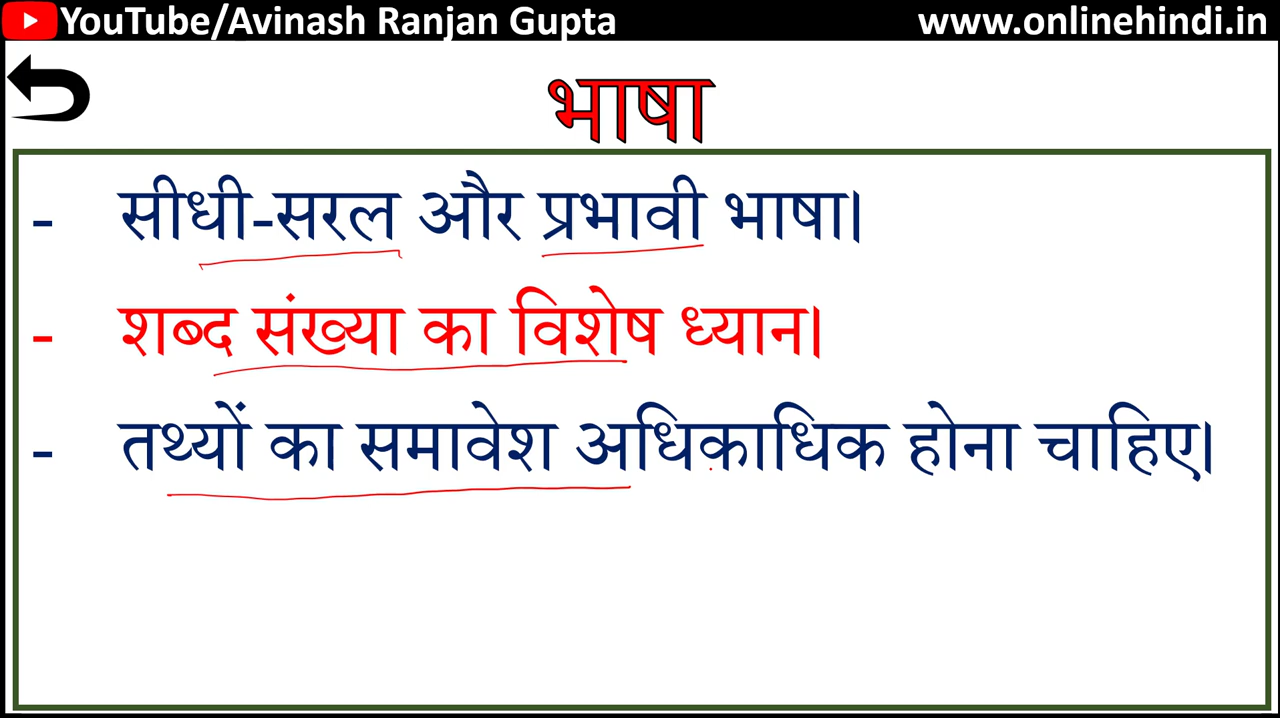 YouTube/Avinash Ranjan Gupta www.onlinehindi.in
भाषा
- सीधी-सरल और प्रभावी भाषा।
- शब्द संख्या का विशेष ध्यान।
- तथ्यों का समावेश अधिकाधिक होना चाहिए।